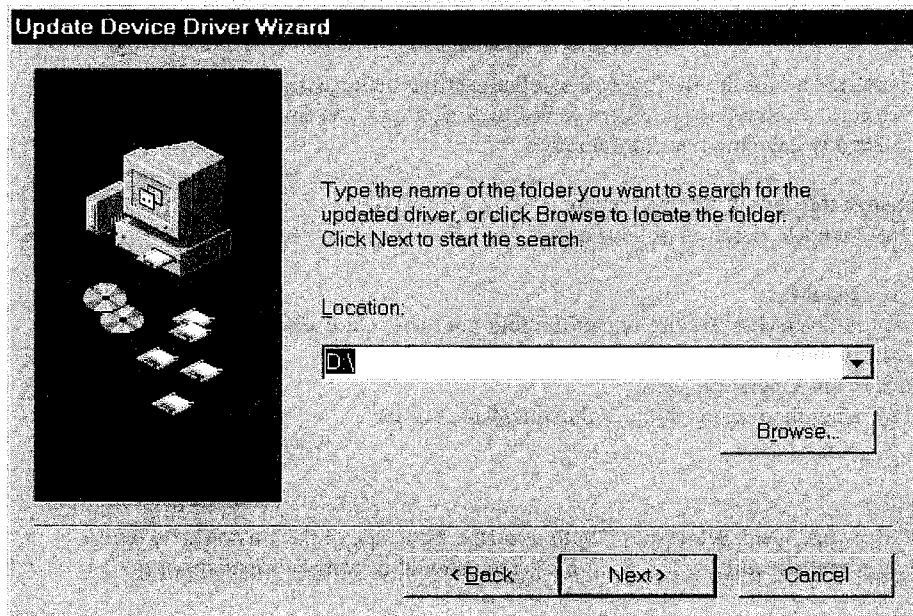 Update Device Driver Wizard
Type the name of the folder you want to search for the
updated driver, or click Browse to locate the folder.
Click Next to start the search.
Location:
D:\
Browse...
< Back
Next >
Cancel